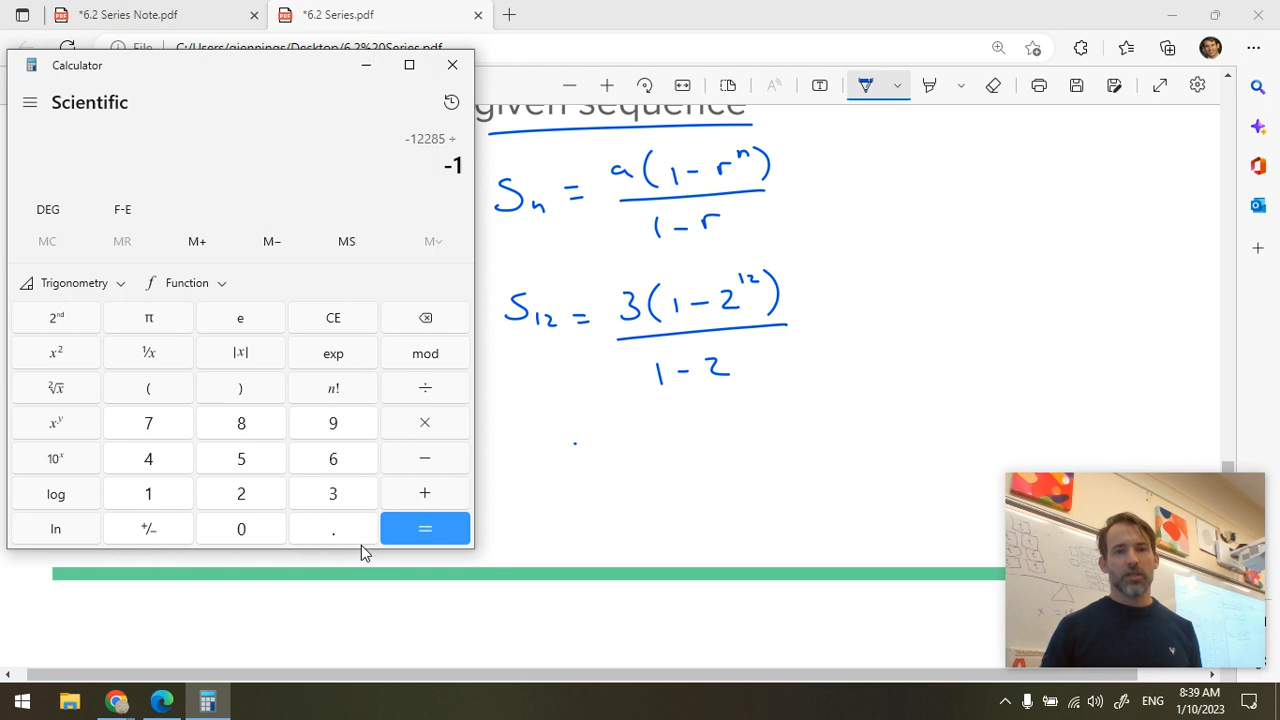 *6.2 Series Note.pdf
*6.2 Series.pdf
File
C:/Users/gjennings/Desktop/6.2%20Series.pdf
Calculator
Scientific
-12285 ÷
-1
DEG F-E
MC MR M+ M− MS M
Trigonometry Function
2nd π e CE
x² ¹/x |x| exp mod
²√x ( ) n! ÷
xʸ 7 8 9 ×
10ˣ 4 5 6 −
log 1 2 3 +
ln +/− 0 . =
given sequence
Sₙ = a(1 − rⁿ)
1 − r
S₁₂ = 3(1 − 2¹²)
1 − 2
ENG
8:39 AM
1/10/2023